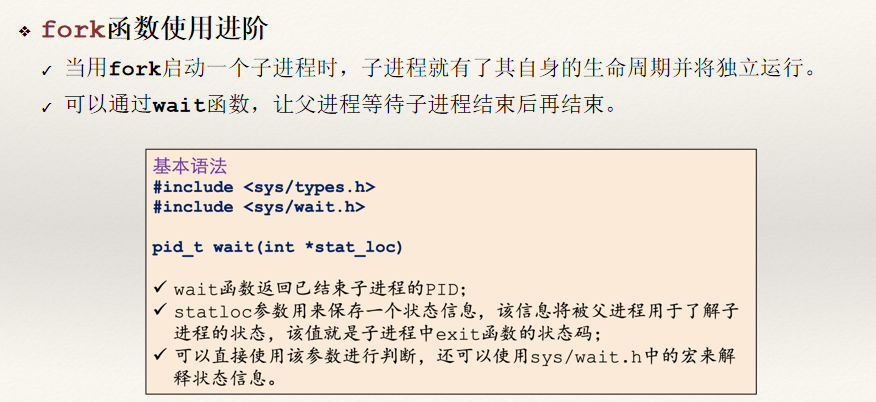 ❖ fork函数使用进阶
✓ 当用fork启动一个子进程时，子进程就有了其自身的生命周期并将独立运行。
✓ 可以通过wait函数，让父进程等待子进程结束后再结束。
基本语法
#include <sys/types.h>
#include <sys/wait.h>
pid_t wait(int *stat_loc)
✓ wait函数返回已结束子进程的PID；
✓ statloc参数用来保存一个状态信息，该信息将被父进程用于了解子
进程的状态，该值就是子进程中exit函数的状态码；
✓ 可以直接使用该参数进行判断，还可以使用sys/wait.h中的宏来解
释状态信息。